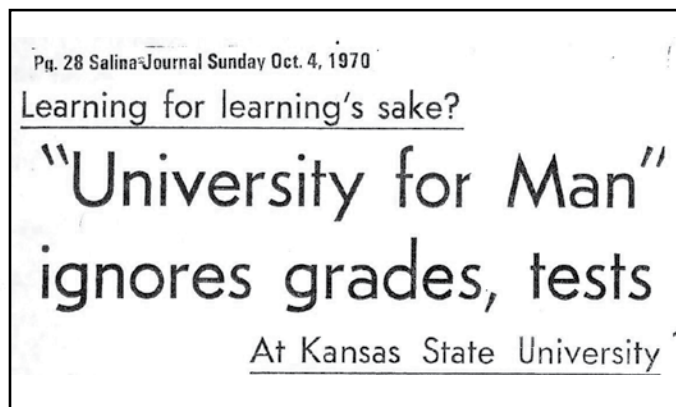 Pg. 28 Salina Journal Sunday Oct. 4, 1970
Learning for learning's sake?
"University for Man"
ignores grades, tests
At Kansas State University